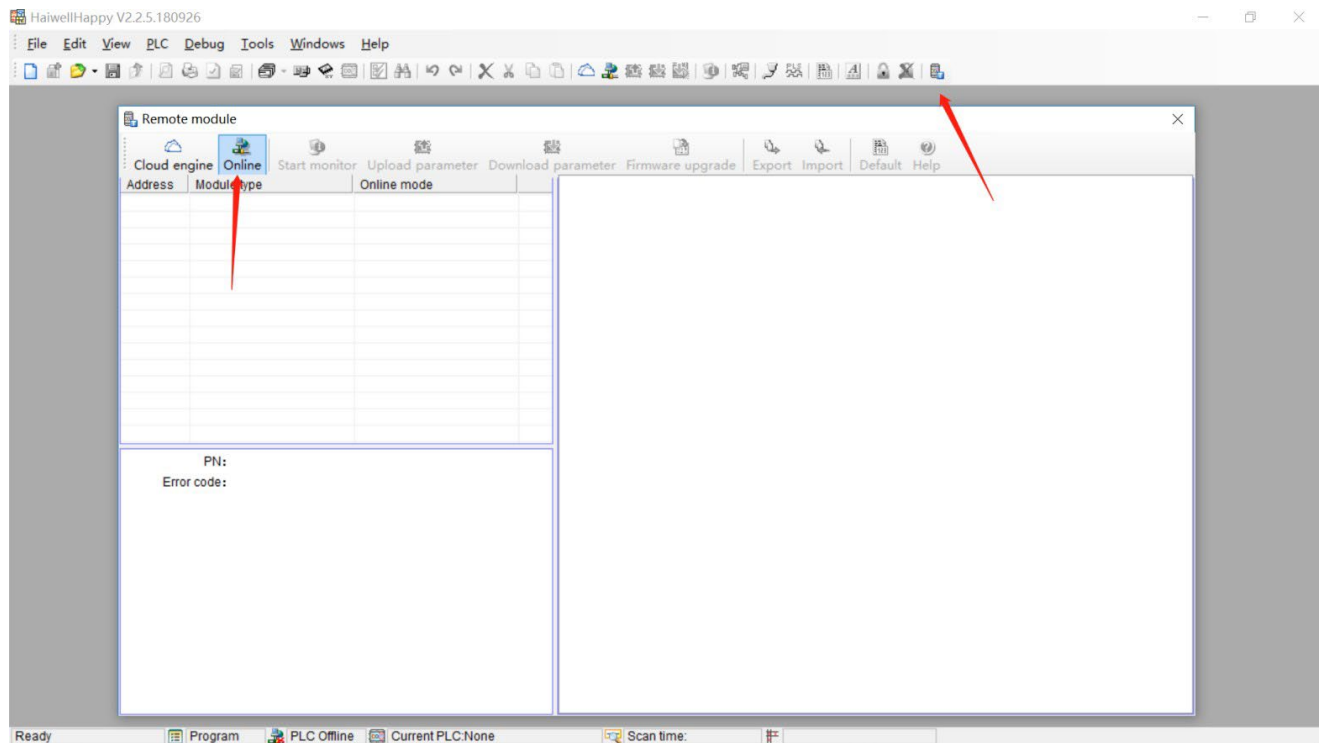 HaiwellHappy V2.2.5.180926
File Edit View PLC Debug Tools Windows Help
Remote module
Cloud engine Online Start monitor Upload parameter Download parameter Firmware upgrade Export Import Default Help
Address Module type Online mode
PN:
Error code:
Ready Program PLC Offline Current PLC:None Scan time: